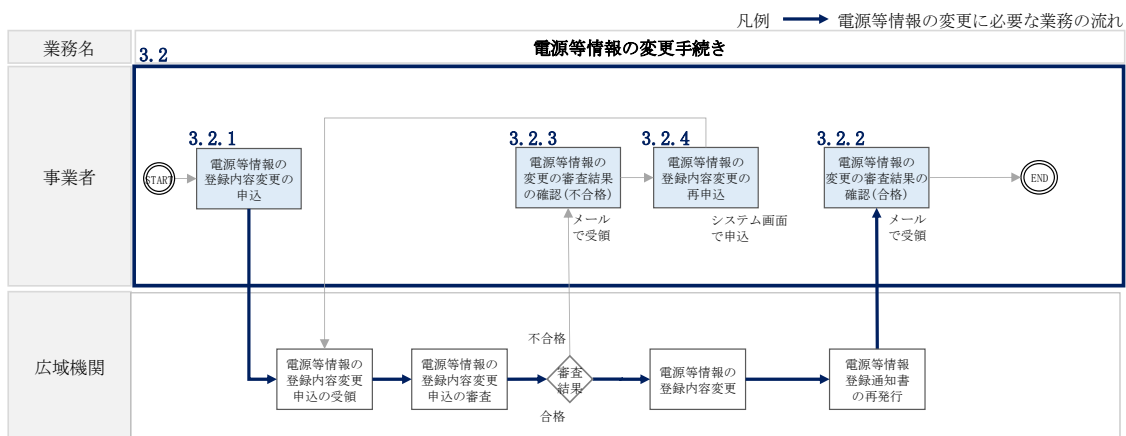 凡例 電源等情報の変更に必要な業務の流れ
業務名
電源等情報の変更手続き
3.2
事業者
START
3.2.1
電源等情報の
登録内容変更の
申込
3.2.3
電源等情報の
変更の審査結果
の確認(不合格)
メール
で受領
3.2.4
電源等情報の
登録内容変更の
再申込
システム画面
で申込
3.2.2
電源等情報の
変更の審査結果の
確認(合格)
メール
で受領
END
広域機関
電源等情報の
登録内容変更
申込の受領
電源等情報の
登録内容変更
申込の審査
不合格
審査
結果
合格
電源等情報の
登録内容変更
電源等情報
登録通知書
の再発行